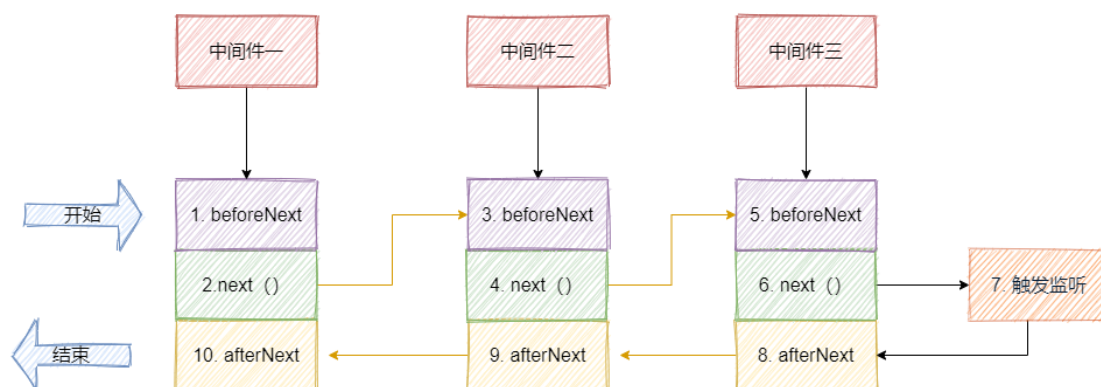 中间件一
中间件二
中间件三
开始
1. beforeNext
3. beforeNext
5. beforeNext
2.next（）
4. next（）
6. next（）
7. 触发监听
结束
10. afterNext
9. afterNext
8. afterNext